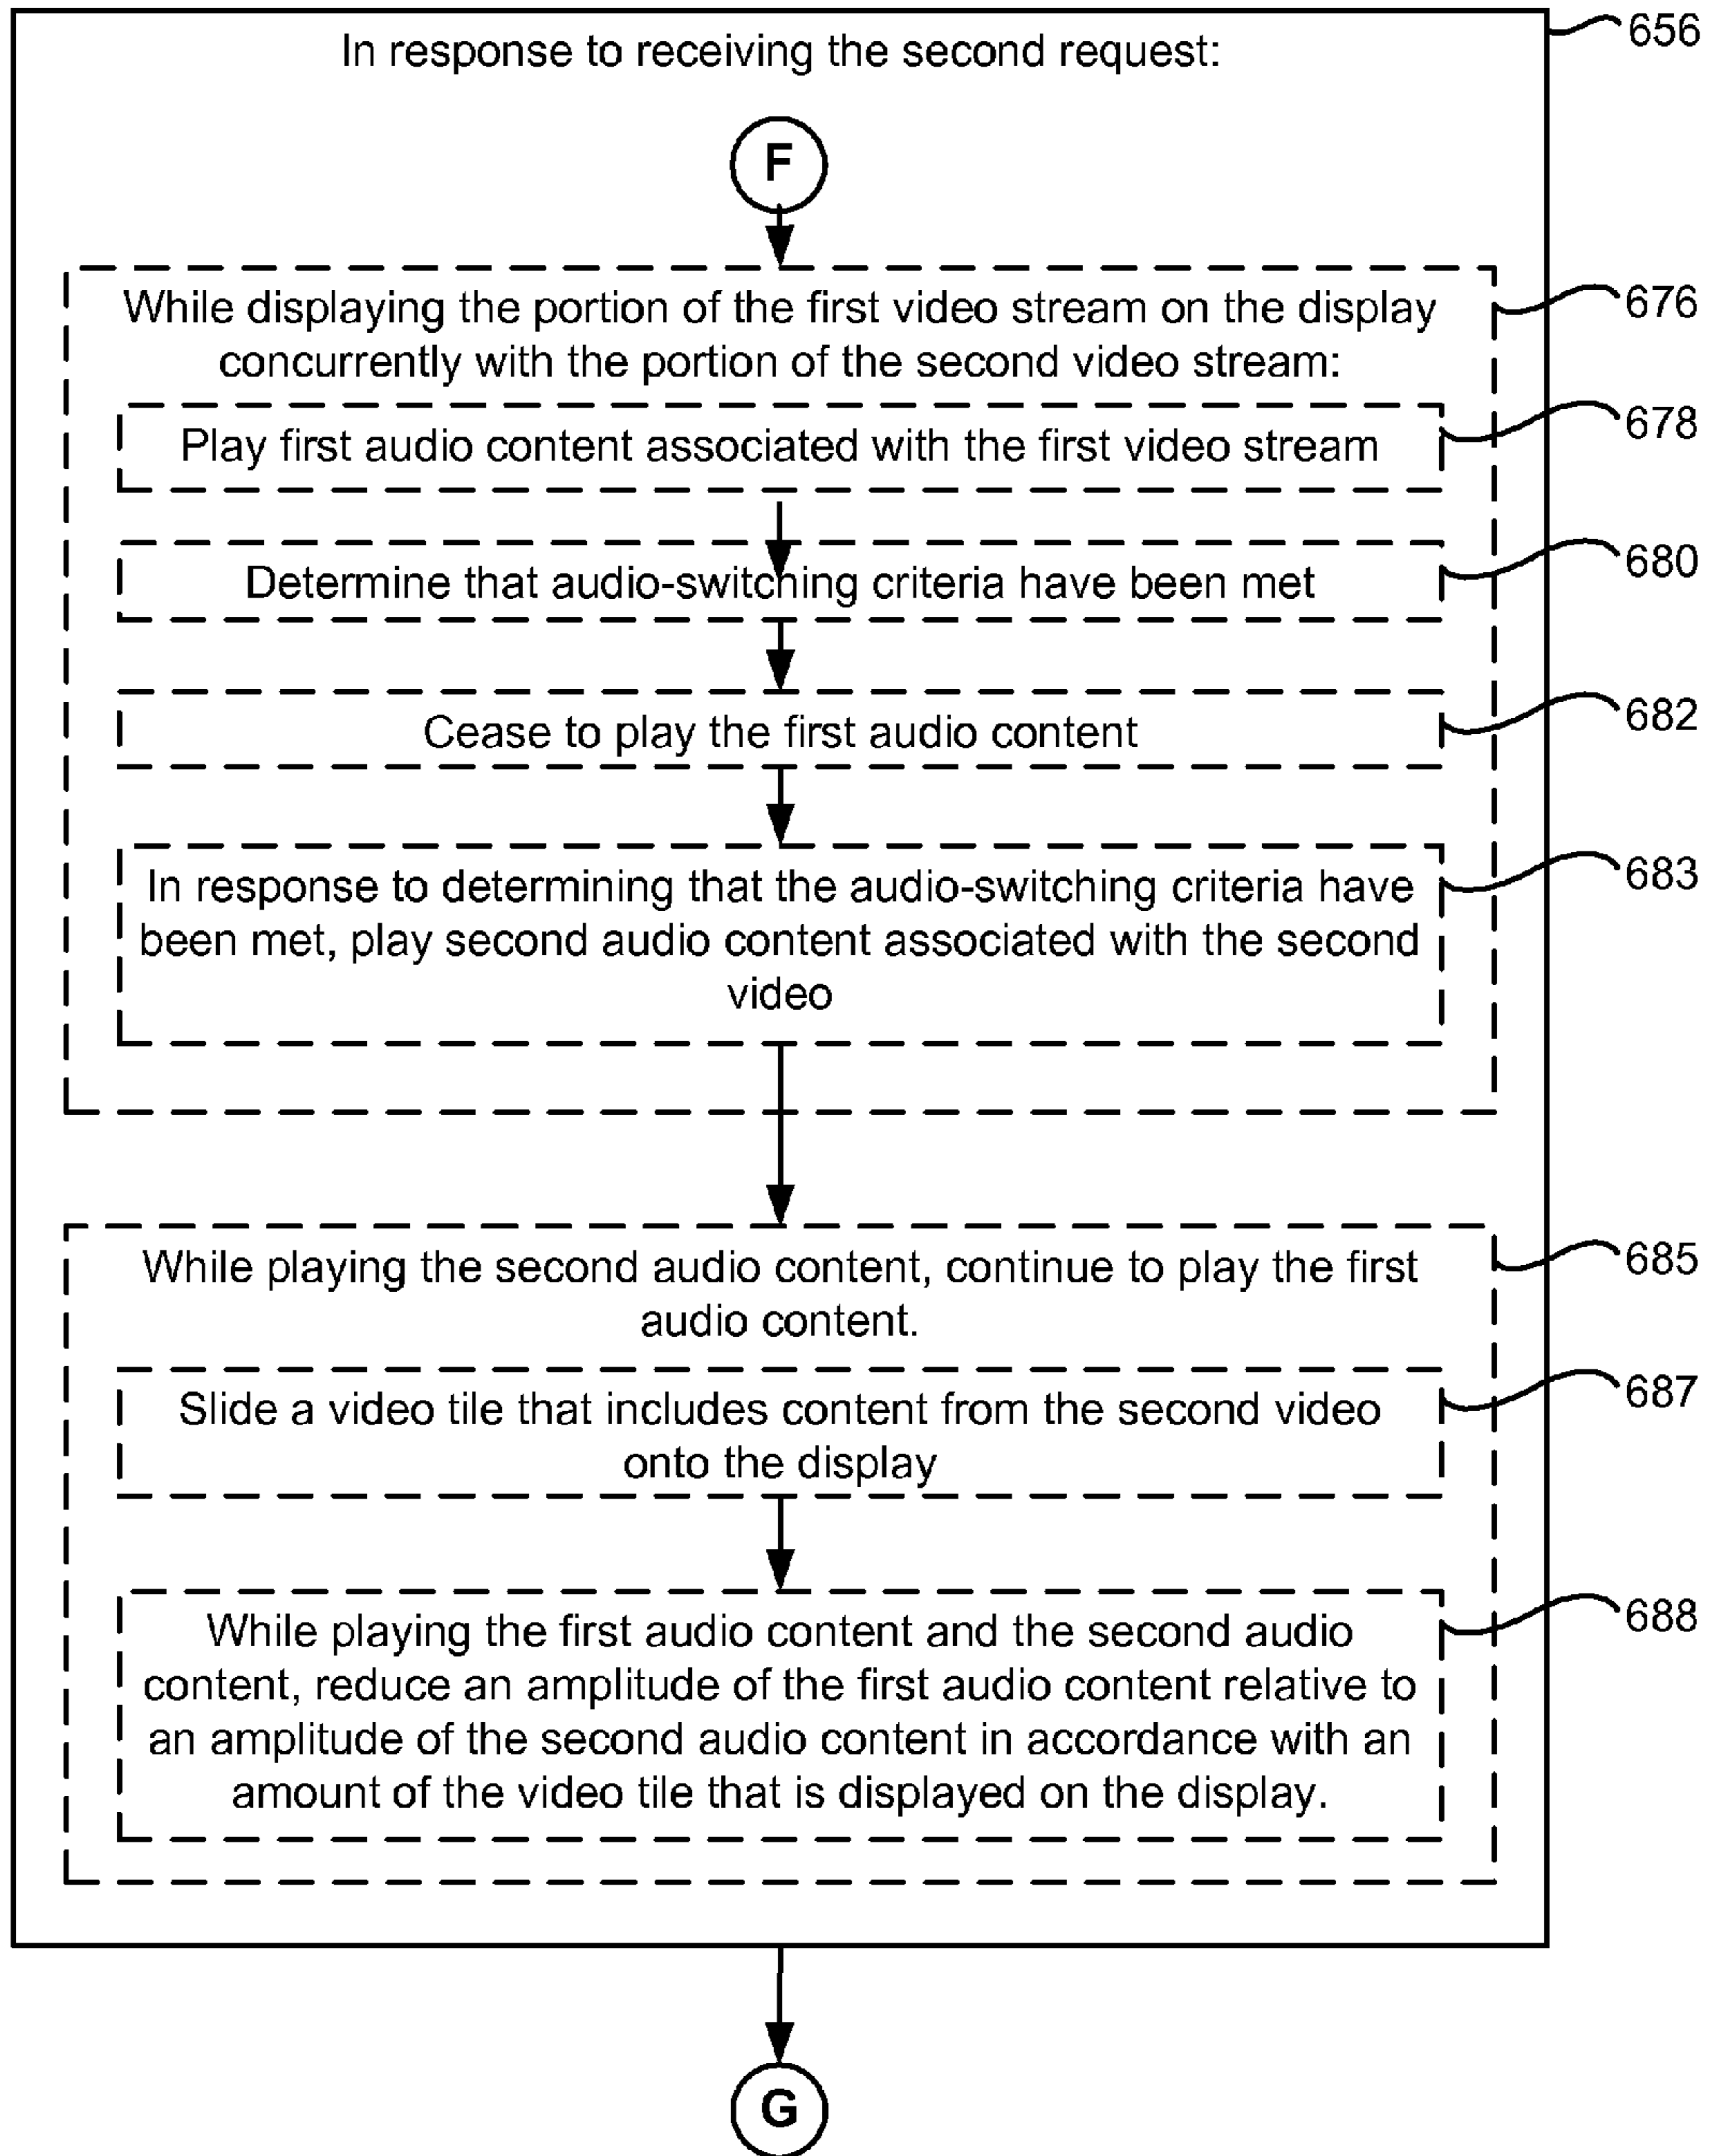 In response to receiving the second request:
656
F
While displaying the portion of the first video stream on the display
concurrently with the portion of the second video stream:
676
Play first audio content associated with the first video stream
678
Determine that audio-switching criteria have been met
680
Cease to play the first audio content
682
In response to determining that the audio-switching criteria have
been met, play second audio content associated with the second
video
683
While playing the second audio content, continue to play the first
audio content.
685
Slide a video tile that includes content from the second video
onto the display
687
While playing the first audio content and the second audio
content, reduce an amplitude of the first audio content relative to
an amplitude of the second audio content in accordance with an
amount of the video tile that is displayed on the display.
688
G